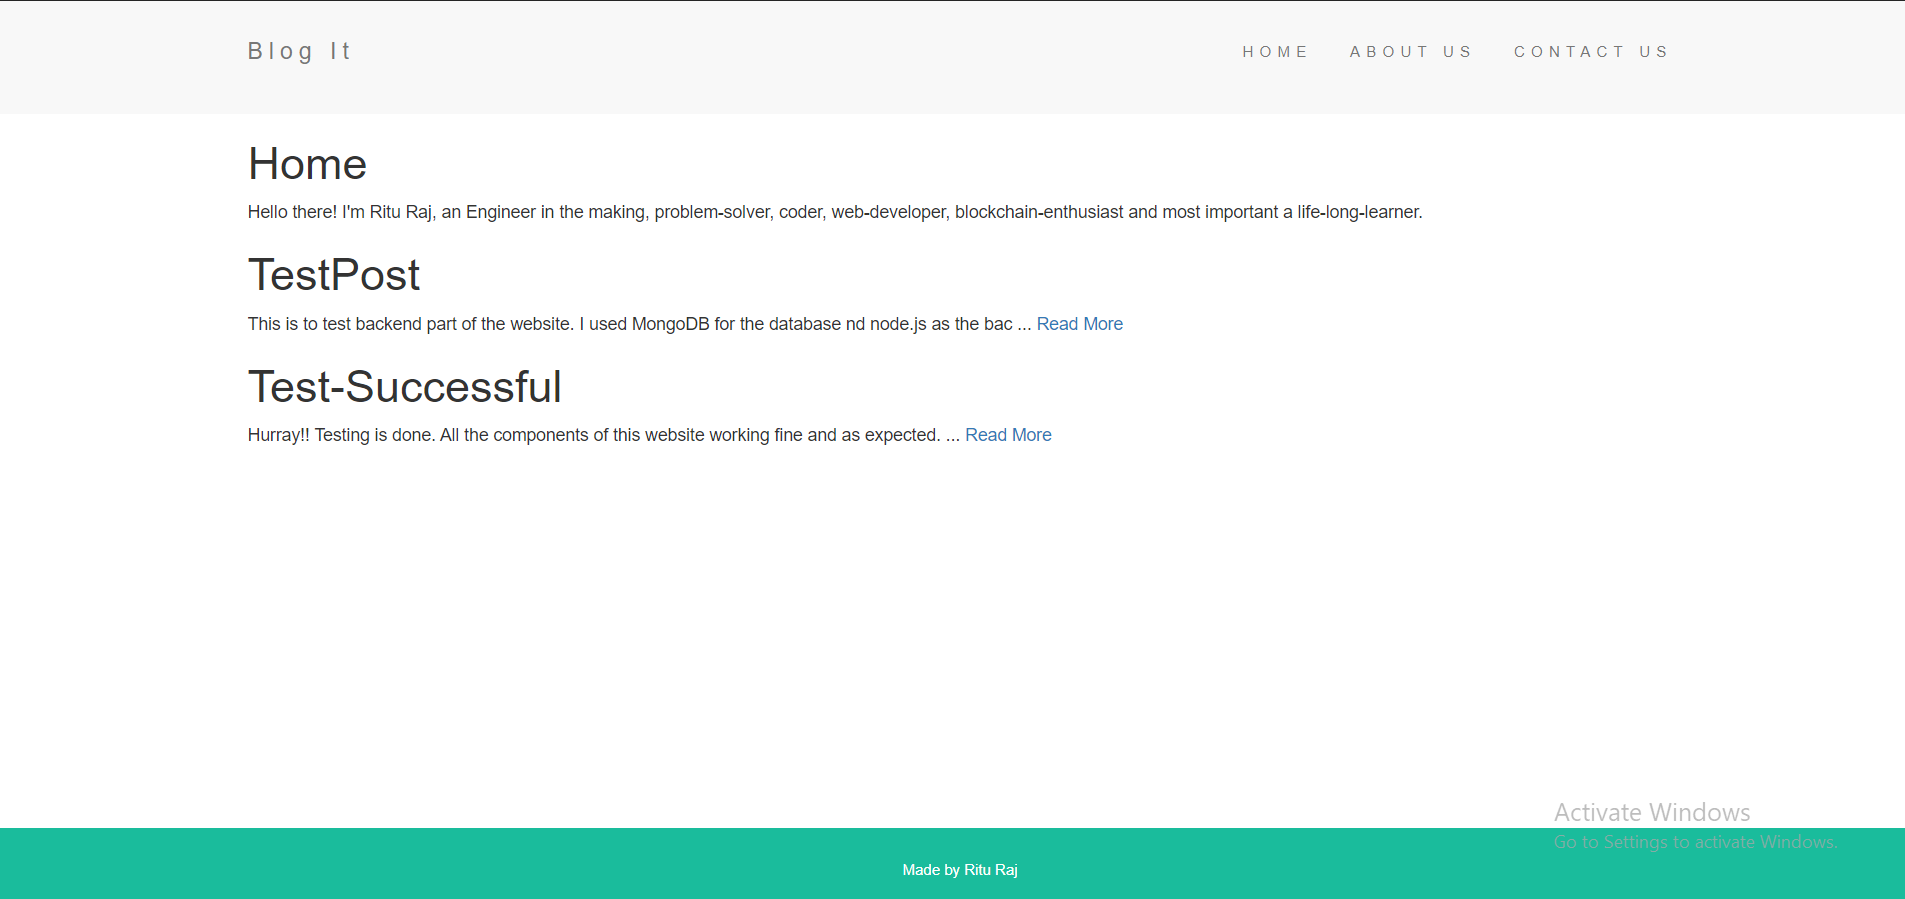 Blog It
HOME ABOUT US CONTACT US
Home
Hello there! I'm Ritu Raj, an Engineer in the making, problem-solver, coder, web-developer, blockchain-enthusiast and most important a life-long-learner.
TestPost
This is to test backend part of the website. I used MongoDB for the database nd node.js as the bac ... Read More
Test-Successful
Hurray!! Testing is done. All the components of this website working fine and as expected. ... Read More
Activate Windows
Go to Settings to activate Windows.
Made by Ritu Raj